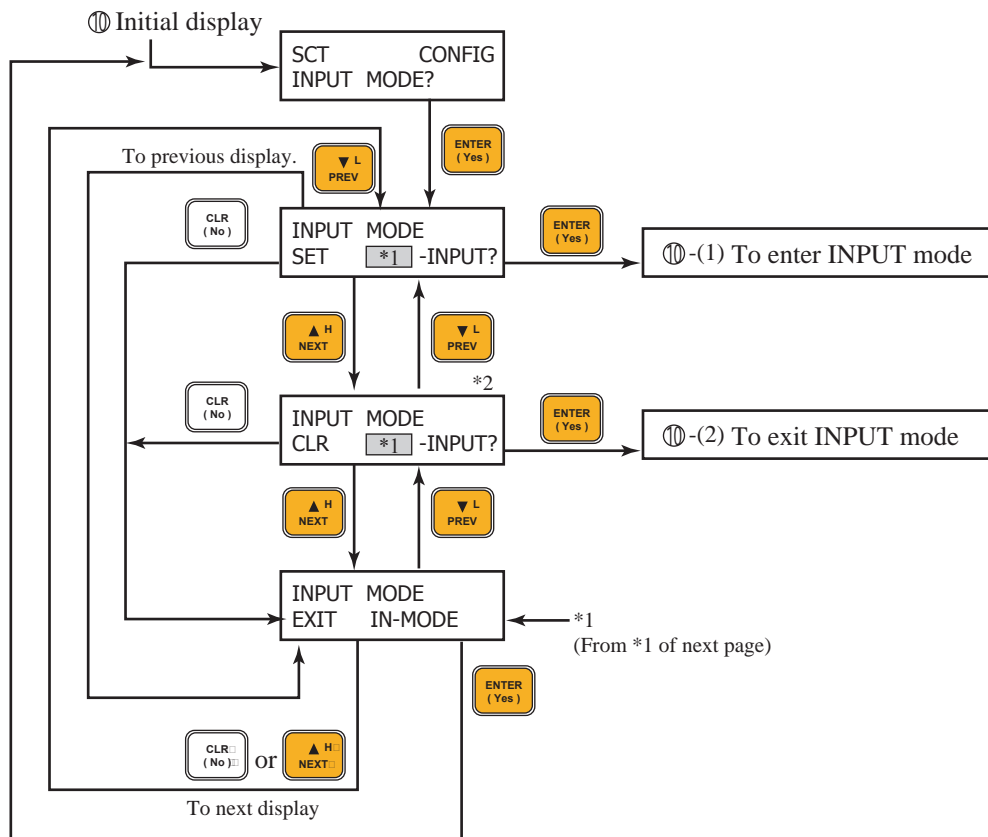 ⑩ Initial display
SCT CONFIG
INPUT MODE?
ENTER
(Yes)
To previous display.
▼ L
PREV
CLR
(No)
INPUT MODE
SET *1 -INPUT?
ENTER
(Yes)
⑩-(1) To enter INPUT mode
▲ H
NEXT
▼ L
PREV
*2
CLR
(No)
INPUT MODE
CLR *1 -INPUT?
ENTER
(Yes)
⑩-(2) To exit INPUT mode
▲ H
NEXT
▼ L
PREV
INPUT MODE
EXIT IN-MODE
*1
(From *1 of next page)
ENTER
(Yes)
CLR□
(No)□
or
▲ H□
NEXT□
To next display